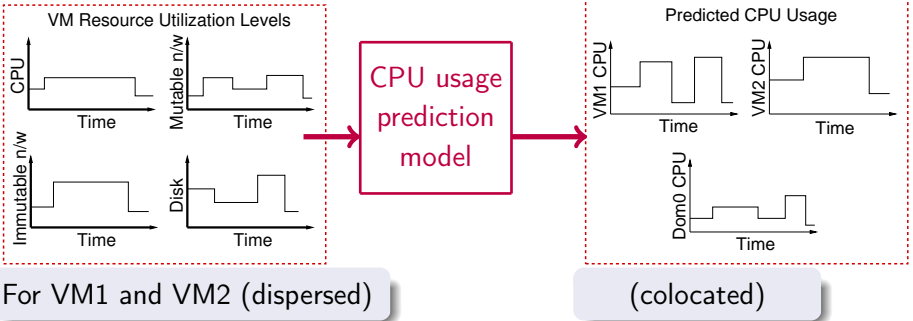 VM Resource Utilization Levels
CPU
Time
Mutable n/w
Time
Immutable n/w
Time
Disk
Time
CPU usage
prediction
model
Predicted CPU Usage
VM1 CPU
Time
VM2 CPU
Time
Dom0 CPU
Time
For VM1 and VM2 (dispersed)
(colocated)